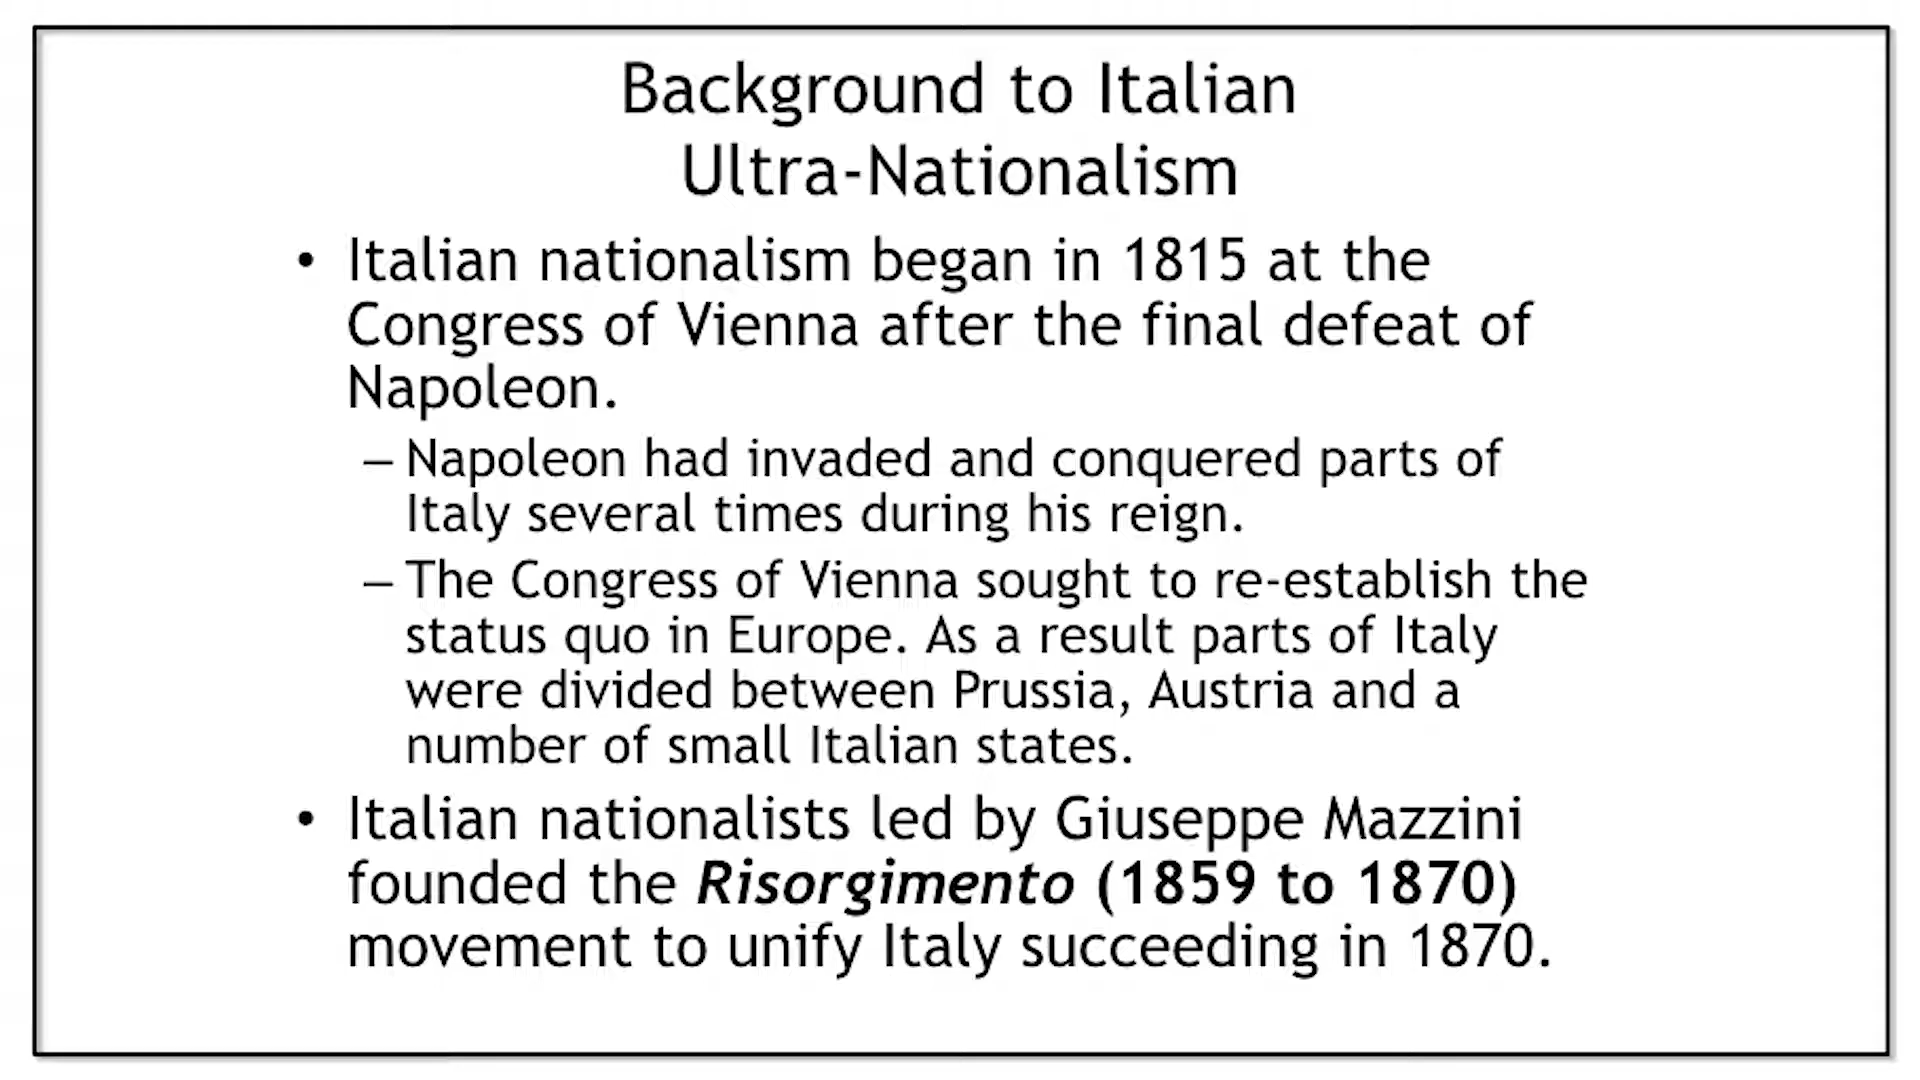 Background to Italian
Ultra-Nationalism
• Italian nationalism began in 1815 at the
Congress of Vienna after the final defeat of
Napoleon.
– Napoleon had invaded and conquered parts of
Italy several times during his reign.
– The Congress of Vienna sought to re-establish the
status quo in Europe. As a result parts of Italy
were divided between Prussia, Austria and a
number of small Italian states.
• Italian nationalists led by Giuseppe Mazzini
founded the Risorgimento (1859 to 1870)
movement to unify Italy succeeding in 1870.